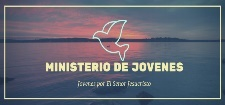 MINISTERIO DE JOVENES
Jovenes por El Señor Jesucristo